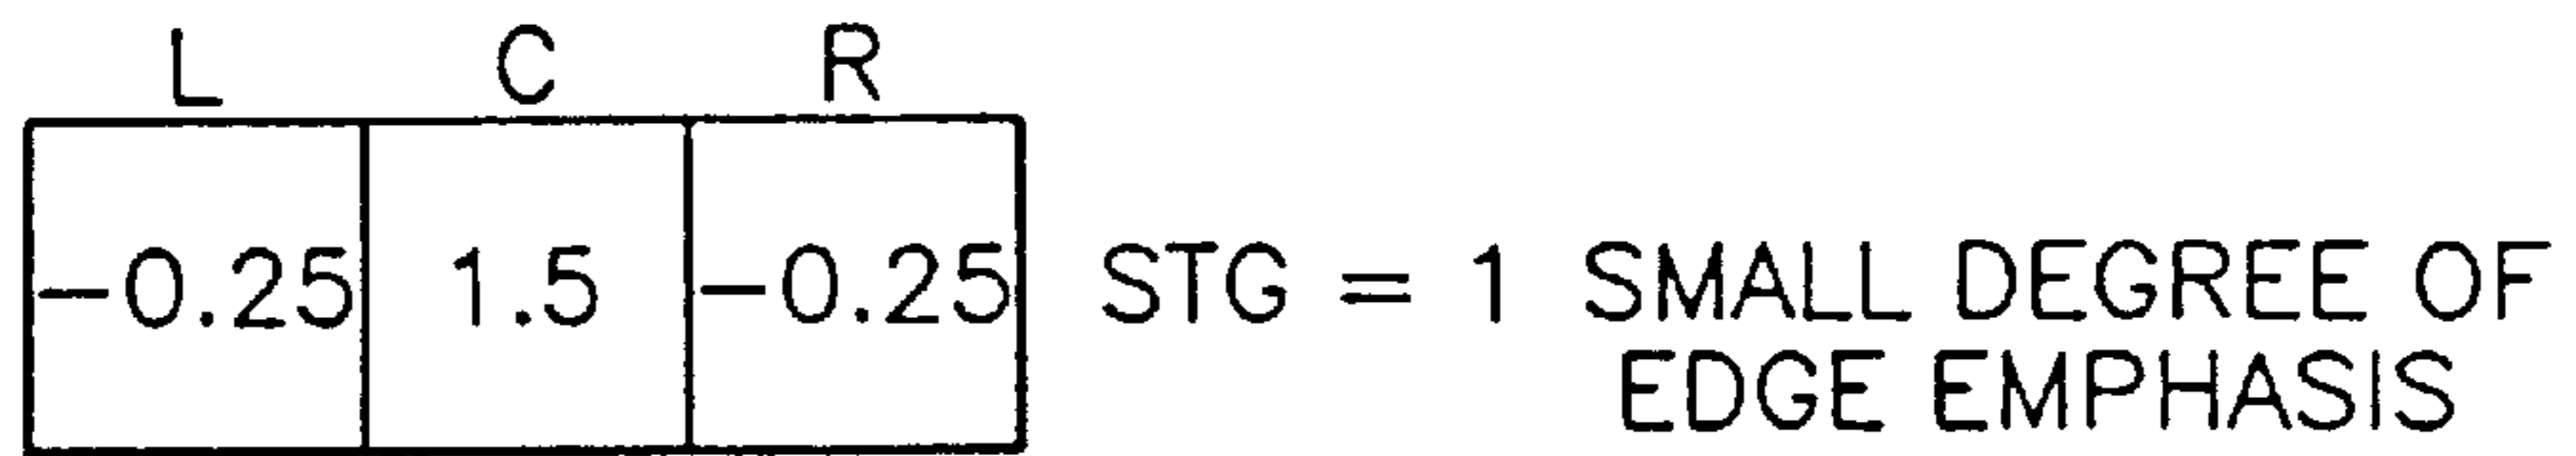 L C R
-0.25 1.5 -0.25 STG = 1 SMALL DEGREE OF
EDGE EMPHASIS